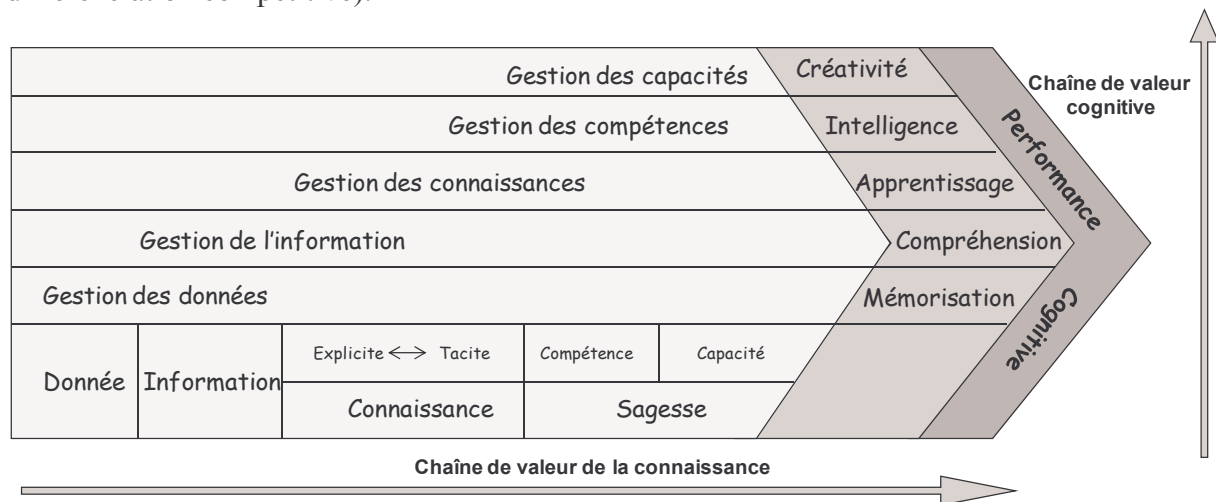 Gestion des capacités
Créativité
Chaîne de valeur
cognitive
Gestion des compétences
Intelligence
Performance
Gestion des connaissances
Apprentissage
Gestion de l'information
Compréhension
Gestion des données
Mémorisation
Cognitive
Explicite ↔ Tacite
Compétence
Capacité
Donnée
Information
Connaissance
Sagesse
Chaîne de valeur de la connaissance